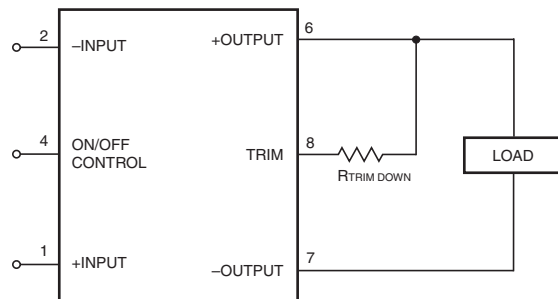 2 –INPUT +OUTPUT 6
4 ON/OFF CONTROL TRIM 8
RTRIM DOWN
LOAD
1 +INPUT –OUTPUT 7